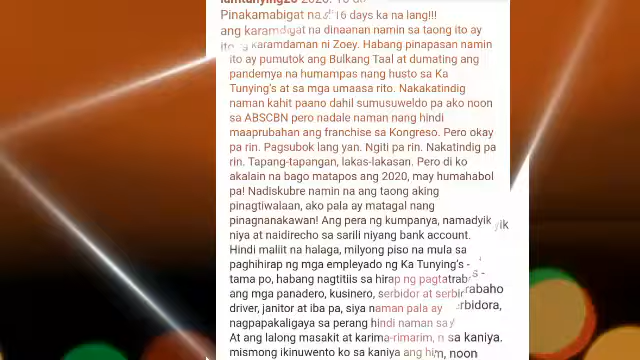 Pinakamabigat na 16 days ka na lang!!!
ang karamdigat na dinaanan namin sa taong ito ay
karamdaman ni Zoey. Habang pinapasan namin
ito ay pumutok ang Bulkang Taal at dumating ang
pandemya na humampas nang husto sa Ka
Tunying's at sa mga umaasa rito. Nakakatindig
naman kahit paano dahil sumusuweldo pa ako noon
sa ABSCBN pero nadale naman nang hindi
maaprubahan ang franchise sa Kongreso. Pero okay
pa rin. Pagsubok lang yan. Ngiti pa rin. Nakatindig pa
rin. Tapang-tapangan, lakas-lakasan. Pero di ko
akalain na bago matapos ang 2020, may humahabol
pa! Nadiskubre namin na ang taong aking
pinagtiwalaan, ako pala ay matagal nang
pinagnanakawan! Ang pera ng kumpanya, namadyik
niya at naidirecho sa sarili niyang bank account.
Hindi maliit na halaga, milyong piso na mula sa
paghihirap ng mga empleyado ng Ka Tunying's -
tama po, habang nagtitiis sa hirap ng pagtatrabaho
ang mga panadero, kusinero, serbidor at serbidora,
driver, janitor at iba pa, siya naman pala ay
nagpapakaligaya sa perang hindi naman sa kaniya.
At ang lalong masakit at karima-rimarim, noon
mismong ikinuwento ko sa kaniya ang